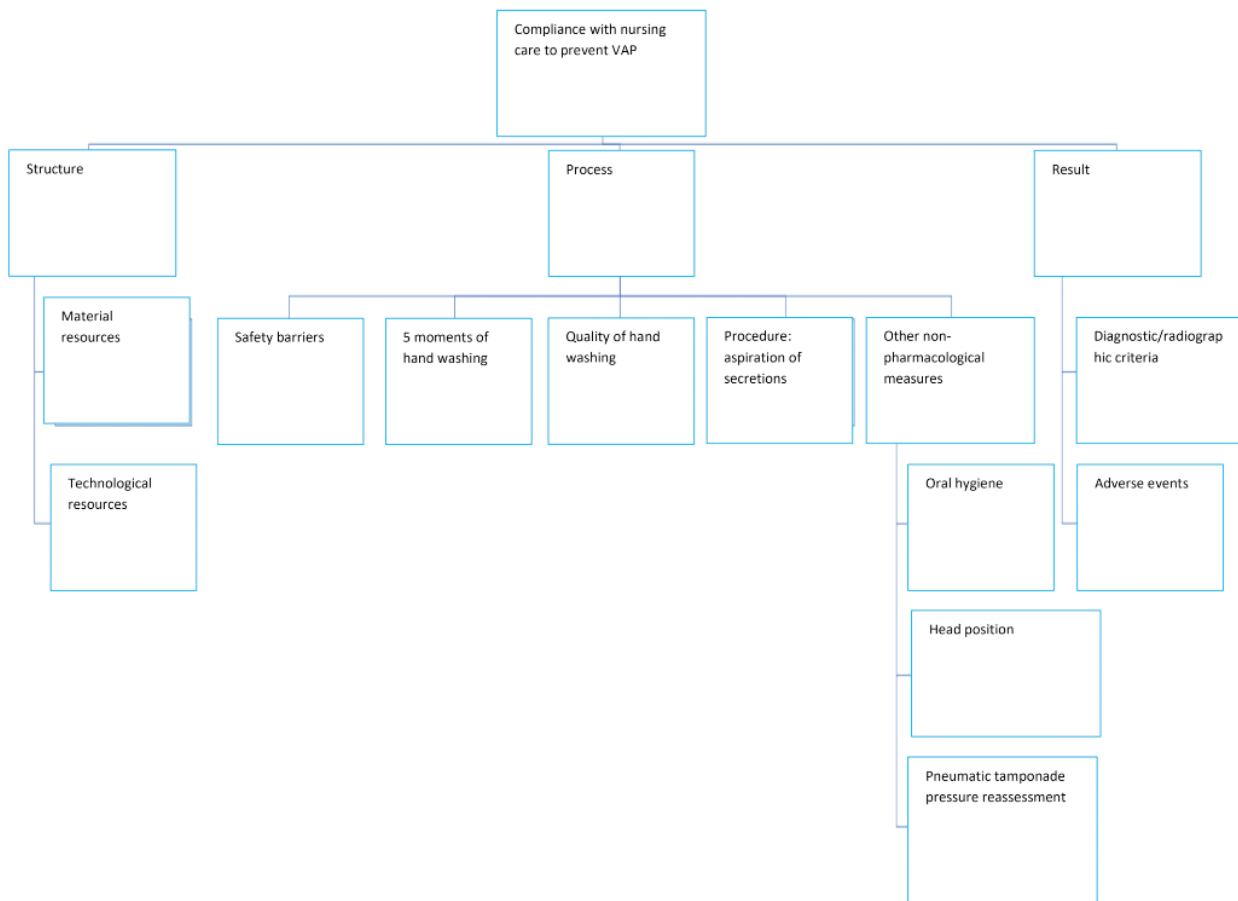 Compliance with nursing
care to prevent VAP
Structure
Process
Result
Material
resources
Safety barriers
5 moments of
hand washing
Quality of hand
washing
Procedure:
aspiration of
secretions
Other non-
pharmacological
measures
Diagnostic/radiograp
hic criteria
Technological
resources
Oral hygiene
Adverse events
Head position
Pneumatic tamponade
pressure reassessment